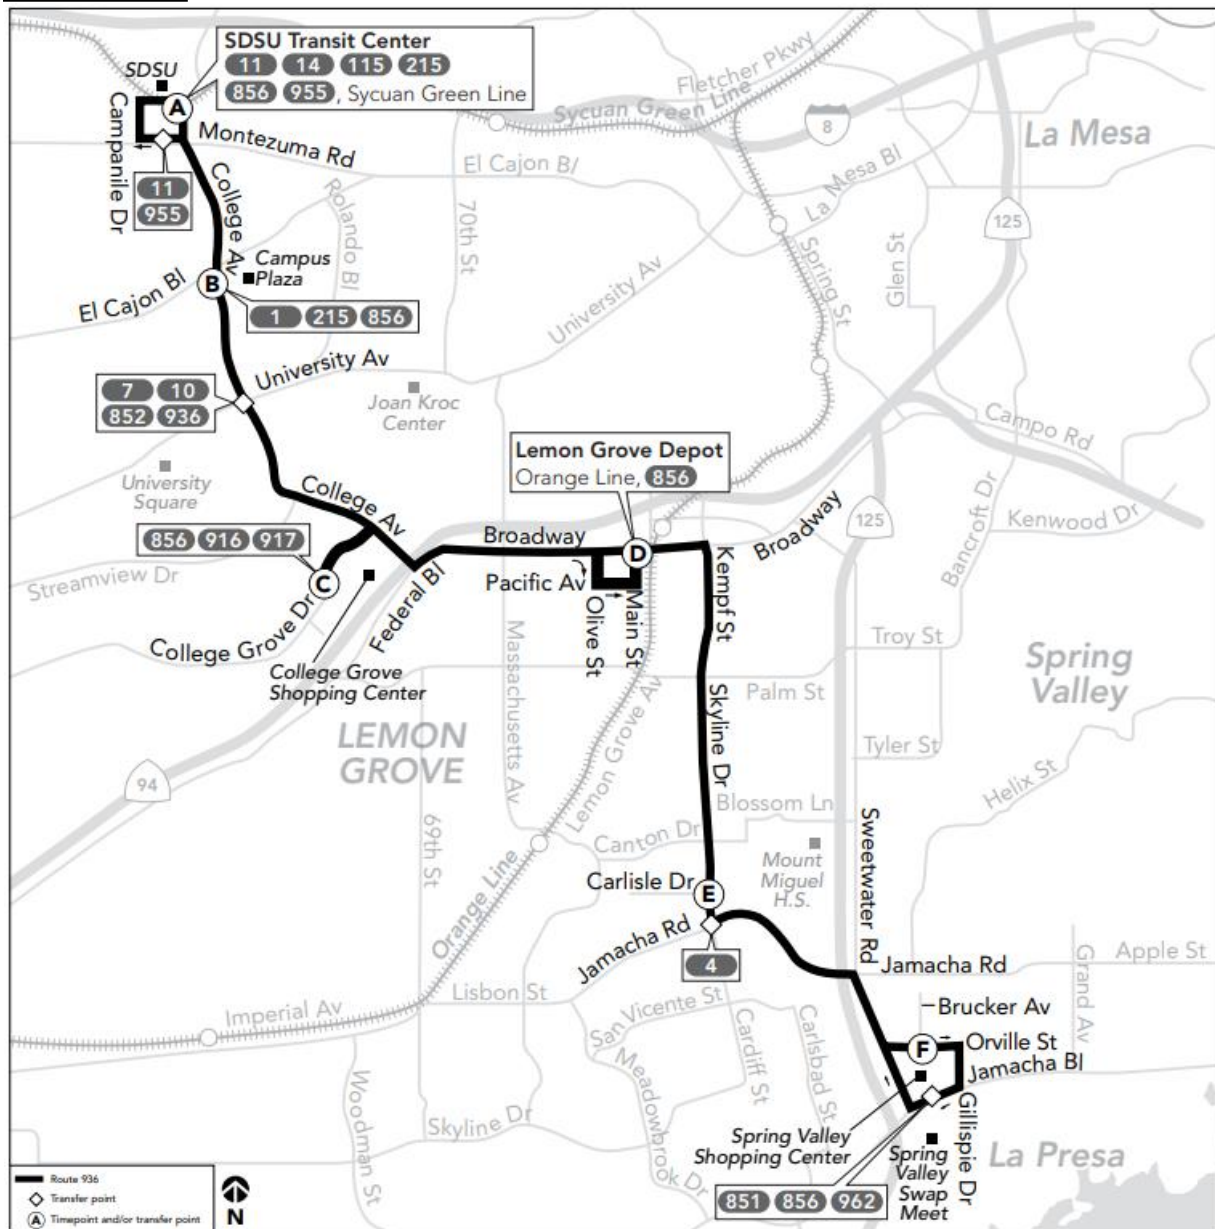 SDSU Transit Center
11 14 115 215
856 955, Sycuan Green Line
SDSU
A
Campanile Dr
Montezuma Rd
11
955
College Av
Fletcher Pkwy
Sycuan Green Line
8
La Mesa
El Cajon Bl
La Mesa Bl
70th St
Rolando Bl
125
Campus
Plaza
El Cajon Bl
B
1 215 856
University Av
Spring St
Glen St
University Av
7 10
852 936
Joan Kroc
Center
Campo Rd
University
Square
College Av
Lemon Grove Depot
Orange Line, 856
Broadway
125
Bancroft Dr
Kenwood Dr
856 916 917
Broadway
D
Streamview Dr
C
Pacific Av
Olive St
Main St
Kempf St
College Grove Dr
Federal Bl
Massachusetts Av
Troy St
College Grove
Shopping Center
Palm St
Spring
Valley
LEMON
GROVE
Lemon Grove Av
Skyline Dr
Tyler St
94
Helix St
Blossom Ln
69th St
Canton Dr
Sweetwater Rd
Mount
Miguel
H.S.
Carlisle Dr
E
Orange Line
Jamacha Rd
4
Jamacha Rd
Apple St
Grand Av
Lisbon St
Imperial Av
San Vicente St
Brucker Av
Cardiff St
Carlsbad St
F
Orville St
Jamacha Bl
Meadowbrook Dr
Woodman St
Skyline Dr
Gillispie Dr
Spring Valley
Shopping Center
Spring
Valley
Swap
Meet
La Presa
851 856 962
Route 936
Transfer point
A Timepoint and/or transfer point
N